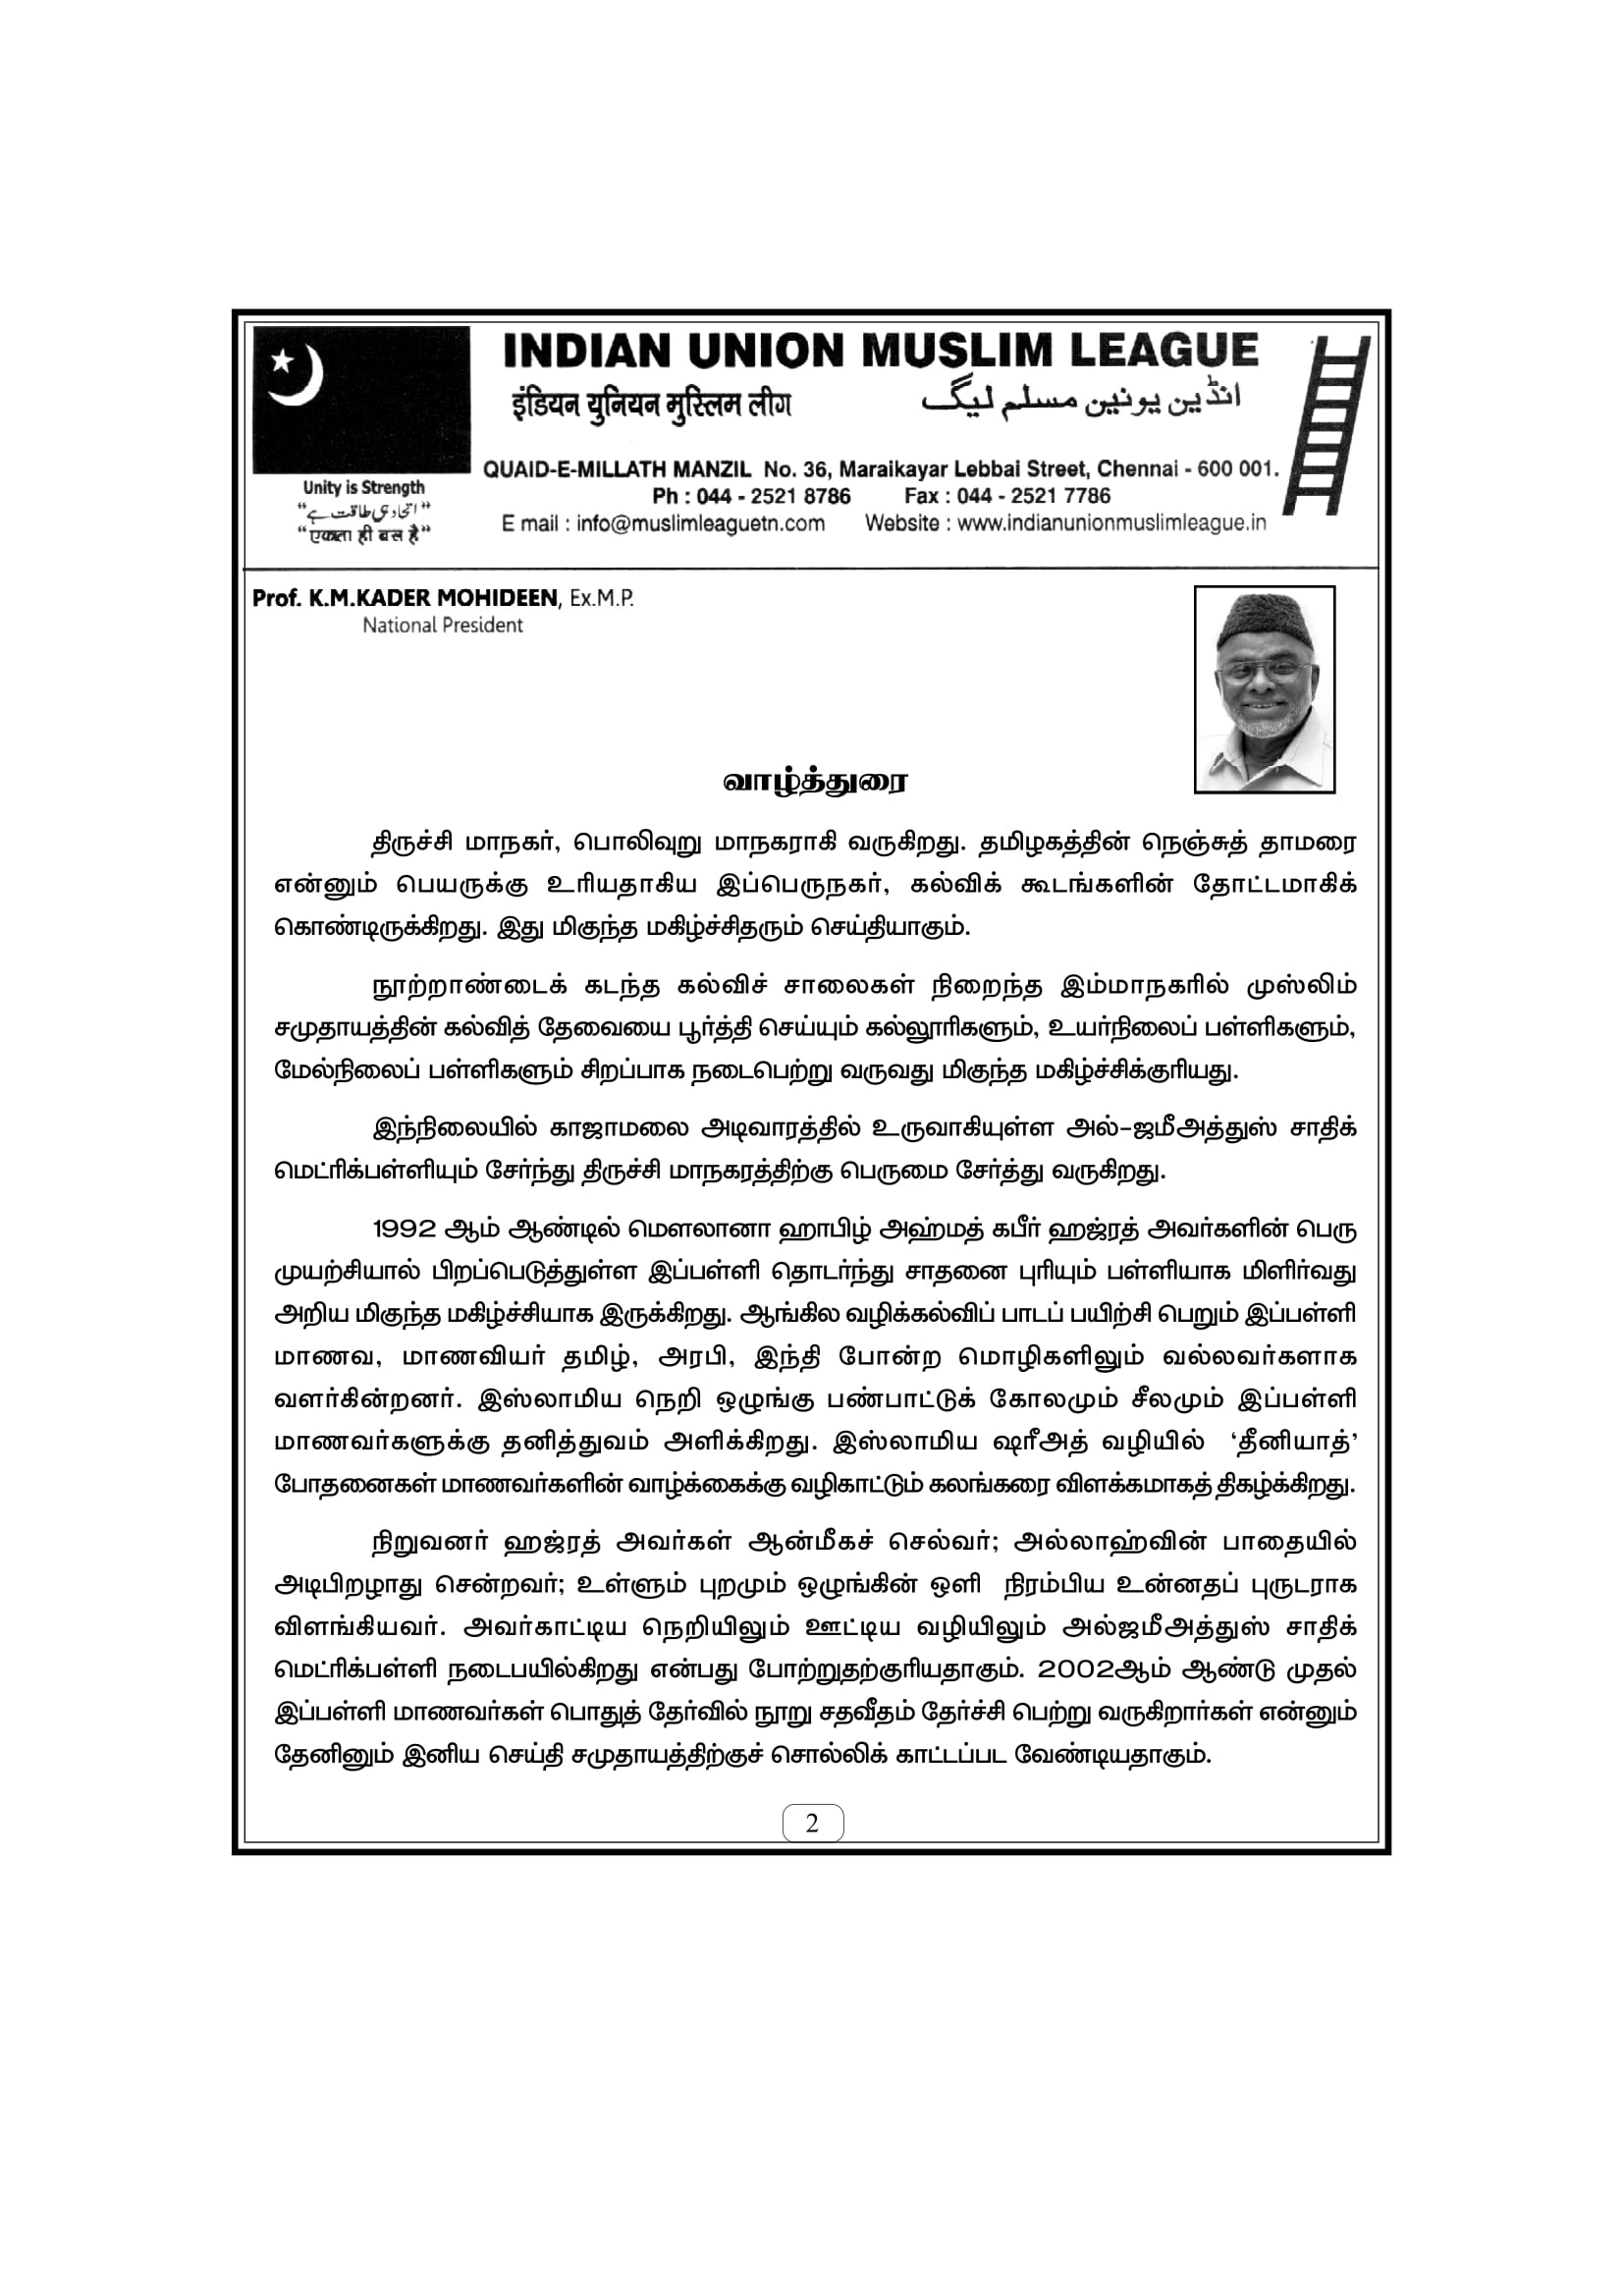 INDIAN UNION MUSLIM LEAGUE
इंडियन युनियन मुस्लिम लीग
انڈین یونین مسلم لیگ
QUAID-E-MILLATH MANZIL No. 36, Maraikayar Lebbai Street, Chennai - 600 001.
Ph : 044 - 2521 8786 Fax : 044 - 2521 7786
E mail : info@muslimleaguetn.com Website : www.indianunionmuslimleague.in
Unity is Strength
“اتحاد ہی طاقت ہے”
“एकता ही बल है”
Prof. K.M.KADER MOHIDEEN, Ex.M.P.
National President
வாழ்த்துரை
திருச்சி மாநகர், பொலிவுறு மாநகராகி வருகிறது. தமிழகத்தின் நெஞ்சுத் தாமரை
என்னும் பெயருக்கு உரியதாகிய இப்பெருநகர், கல்விக் கூடங்களின் தோட்டமாகிக்
கொண்டிருக்கிறது. இது மிகுந்த மகிழ்ச்சிதரும் செய்தியாகும்.
நூற்றாண்டைக் கடந்த கல்விச் சாலைகள் நிறைந்த இம்மாநகரில் முஸ்லிம்
சமுதாயத்தின் கல்வித் தேவையை பூர்த்தி செய்யும் கல்லூரிகளும், உயர்நிலைப் பள்ளிகளும்,
மேல்நிலைப் பள்ளிகளும் சிறப்பாக நடைபெற்று வருவது மிகுந்த மகிழ்ச்சிக்குரியது.
இந்நிலையில் காஜாமலை அடிவாரத்தில் உருவாகியுள்ள அல்-ஜமீஅத்துஸ் சாதிக்
மெட்ரிக்பள்ளியும் சேர்ந்து திருச்சி மாநகரத்திற்கு பெருமை சேர்த்து வருகிறது.
1992 ஆம் ஆண்டில் மௌலானா ஹாபிழ் அஹ்மத் கபீர் ஹஜ்ரத் அவர்களின் பெரு
முயற்சியால் பிறப்பெடுத்துள்ள இப்பள்ளி தொடர்ந்து சாதனை புரியும் பள்ளியாக மிளிர்வது
அறிய மிகுந்த மகிழ்ச்சியாக இருக்கிறது. ஆங்கில வழிக்கல்விப் பாடப் பயிற்சி பெறும் இப்பள்ளி
மாணவ, மாணவியர் தமிழ், அரபி, இந்தி போன்ற மொழிகளிலும் வல்லவர்களாக
வளர்கின்றனர். இஸ்லாமிய நெறி ஒழுங்கு பண்பாட்டுக் கோலமும் சீலமும் இப்பள்ளி
மாணவர்களுக்கு தனித்துவம் அளிக்கிறது. இஸ்லாமிய ஷரீஅத் வழியில் ‘தீனியாத்’
போதனைகள் மாணவர்களின் வாழ்க்கைக்கு வழிகாட்டும் கலங்கரை விளக்கமாகத் திகழ்க்கிறது.
நிறுவனர் ஹஜ்ரத் அவர்கள் ஆன்மீகச் செல்வர்; அல்லாஹ்வின் பாதையில்
அடிபிறழாது சென்றவர்; உள்ளும் புறமும் ஒழுங்கின் ஒளி நிரம்பிய உன்னதப் புருடராக
விளங்கியவர். அவர்காட்டிய நெறியிலும் ஊட்டிய வழியிலும் அல்ஜமீஅத்துஸ் சாதிக்
மெட்ரிக்பள்ளி நடைபயில்கிறது என்பது போற்றுதற்குரியதாகும். 2002ஆம் ஆண்டு முதல்
இப்பள்ளி மாணவர்கள் பொதுத் தேர்வில் நூறு சதவீதம் தேர்ச்சி பெற்று வருகிறார்கள் என்னும்
தேனினும் இனிய செய்தி சமுதாயத்திற்குச் சொல்லிக் காட்டப்பட வேண்டியதாகும்.
2